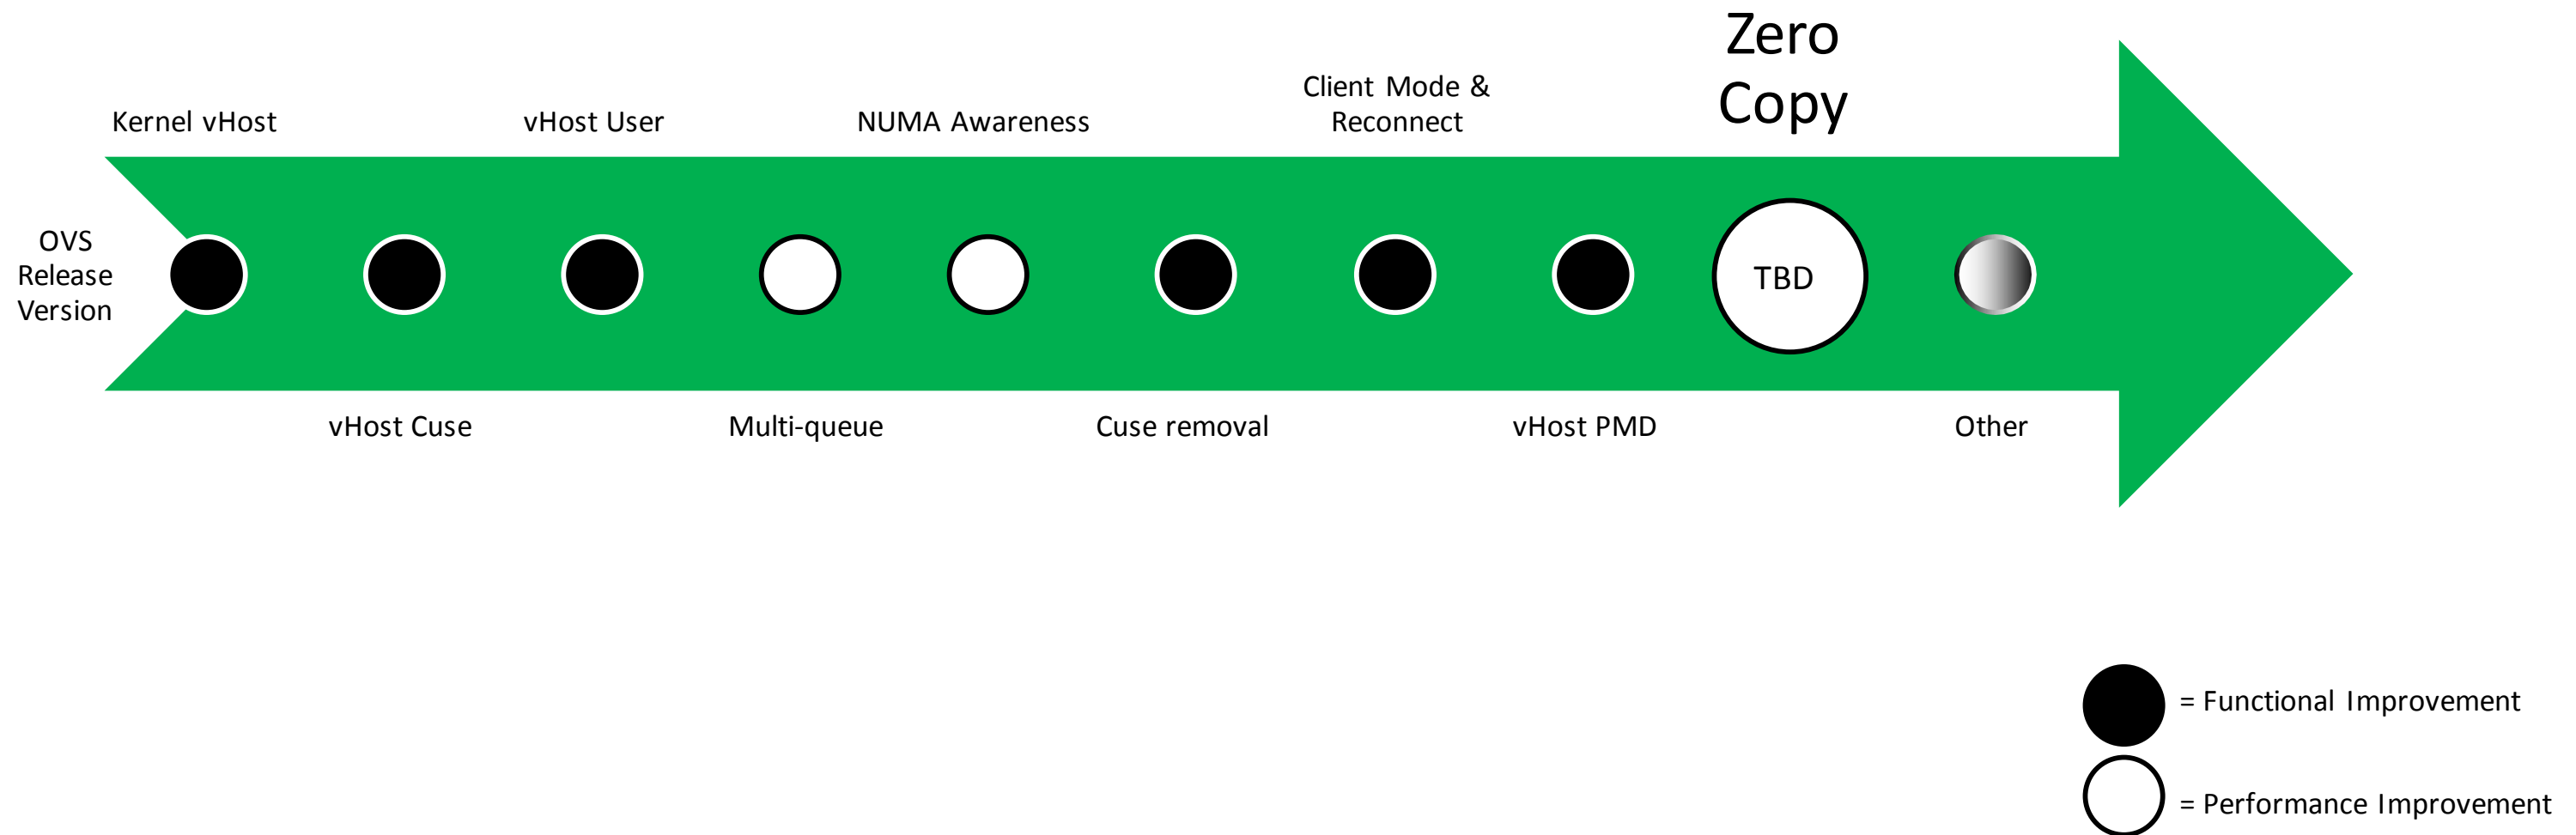 Zero
Copy
Client Mode &
Reconnect
Kernel vHost
vHost User
NUMA Awareness
OVS
Release
Version
TBD
vHost Cuse
Multi-queue
Cuse removal
vHost PMD
Other
= Functional Improvement
= Performance Improvement